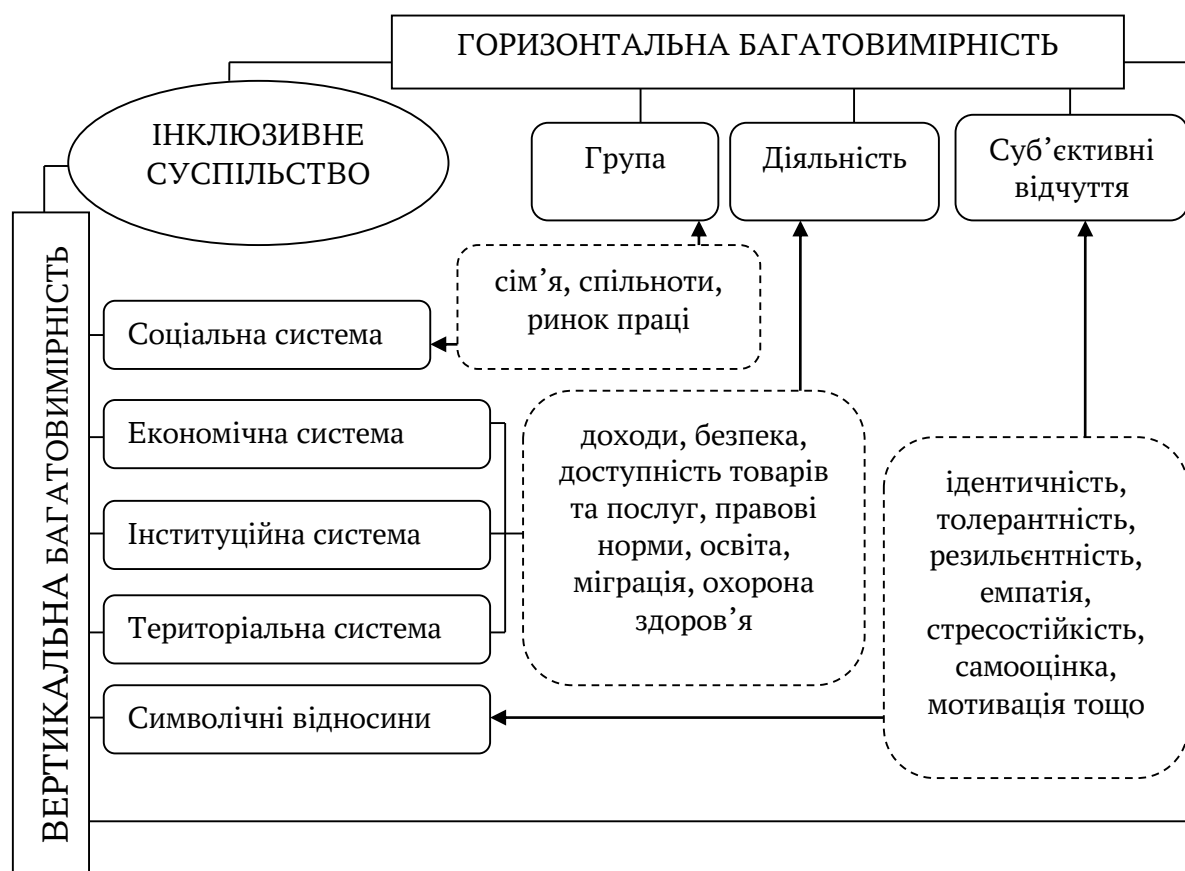 ГОРИЗОНТАЛЬНА БАГАТОВИМІРНІСТЬ
ІНКЛЮЗИВНЕ
СУСПІЛЬСТВО
Група
Діяльність
Суб’єктивні
відчуття
ВЕРТИКАЛЬНА БАГАТОВИМІРНІСТЬ
сім’я, спільноти,
ринок праці
Соціальна система
Економічна система
Інституційна система
Територіальна система
Символічні відносини
доходи, безпека,
доступність товарів
та послуг, правові
норми, освіта,
міграція, охорона
здоров’я
ідентичність,
толерантність,
резильєнтність,
емпатія,
стресостійкість,
самооцінка,
мотивація тощо